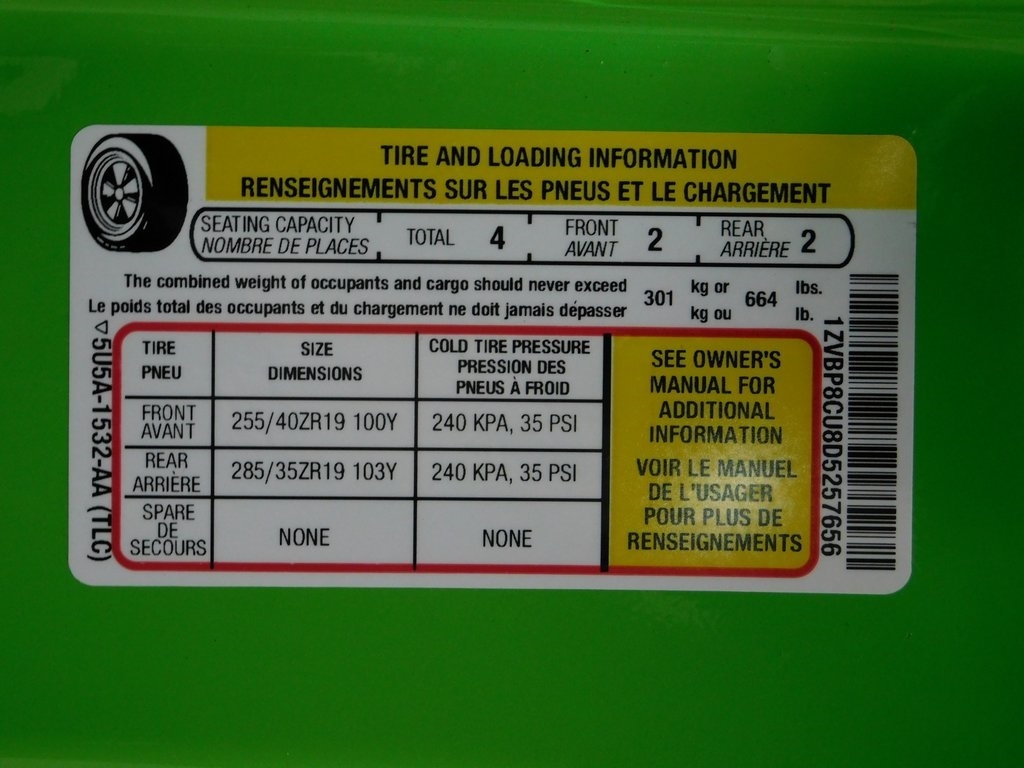 TIRE AND LOADING INFORMATION
RENSEIGNEMENTS SUR LES PNEUS ET LE CHARGEMENT
SEATING CAPACITY
NOMBRE DE PLACES
TOTAL 4
FRONT
AVANT
2
REAR
ARRIÈRE
2
The combined weight of occupants and cargo should never exceed
Le poids total des occupants et du chargement ne doit jamais dépasser
301
kg or
kg ou
664
lbs.
lb.
TIRE
PNEU
SIZE
DIMENSIONS
COLD TIRE PRESSURE
PRESSION DES
PNEUS À FROID
FRONT
AVANT
255/40ZR19 100Y
240 KPA, 35 PSI
REAR
ARRIÈRE
285/35ZR19 103Y
240 KPA, 35 PSI
SPARE
DE
SECOURS
NONE
NONE
SEE OWNER'S
MANUAL FOR
ADDITIONAL
INFORMATION
VOIR LE MANUEL
DE L'USAGER
POUR PLUS DE
RENSEIGNEMENTS
▽5U5A-1532-AA (TLC)
1ZVBP8CU8D5257656